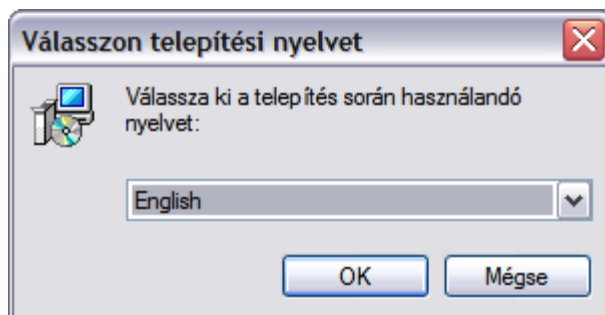 Válasszon telepítési nyelvet
Válassza ki a telepítés során használandó
nyelvet:
English
OK
Mégse